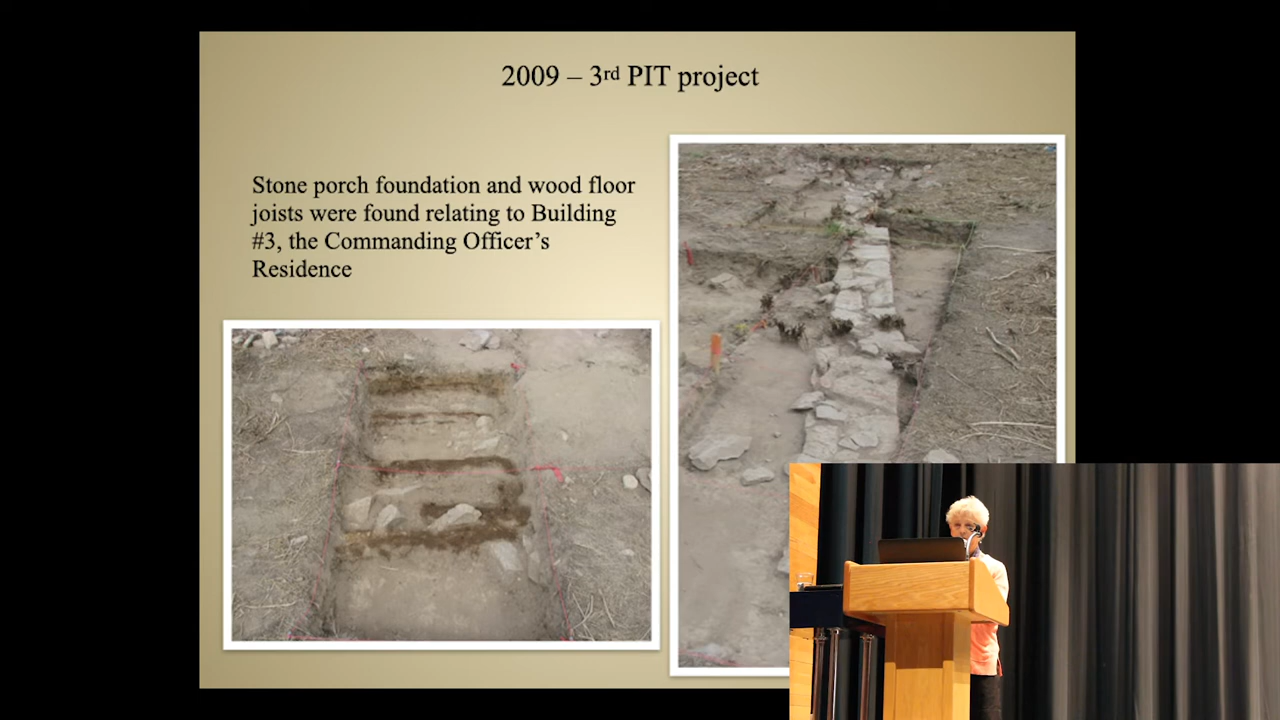 2009 – 3rd PIT project
Stone porch foundation and wood floor
joists were found relating to Building
#3, the Commanding Officer’s
Residence